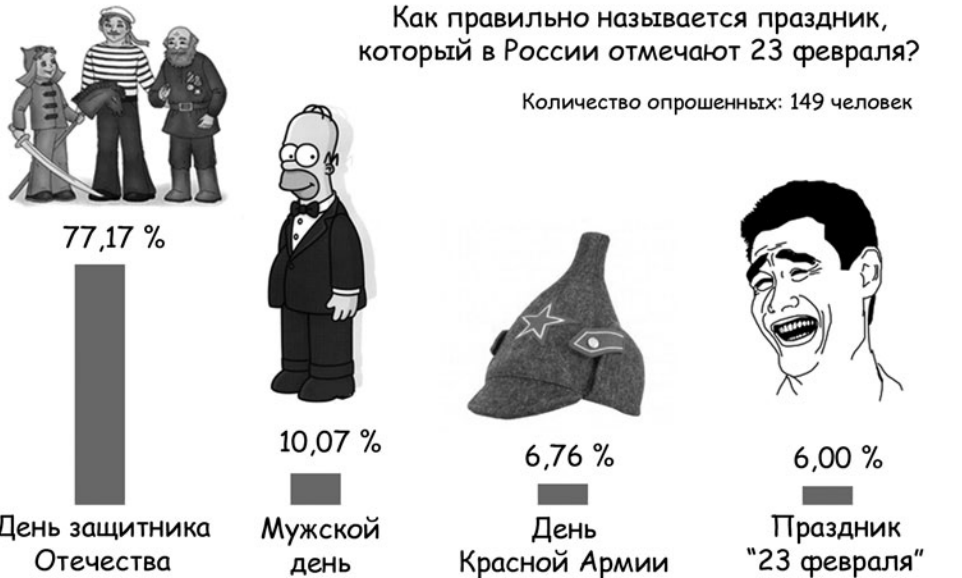 Как правильно называется праздник,
который в России отмечают 23 февраля?
Количество опрошенных: 149 человек
77,17 %
День защитника
Отечества
10,07 %
Мужской
день
6,76 %
День
Красной Армии
6,00 %
Праздник
"23 февраля"